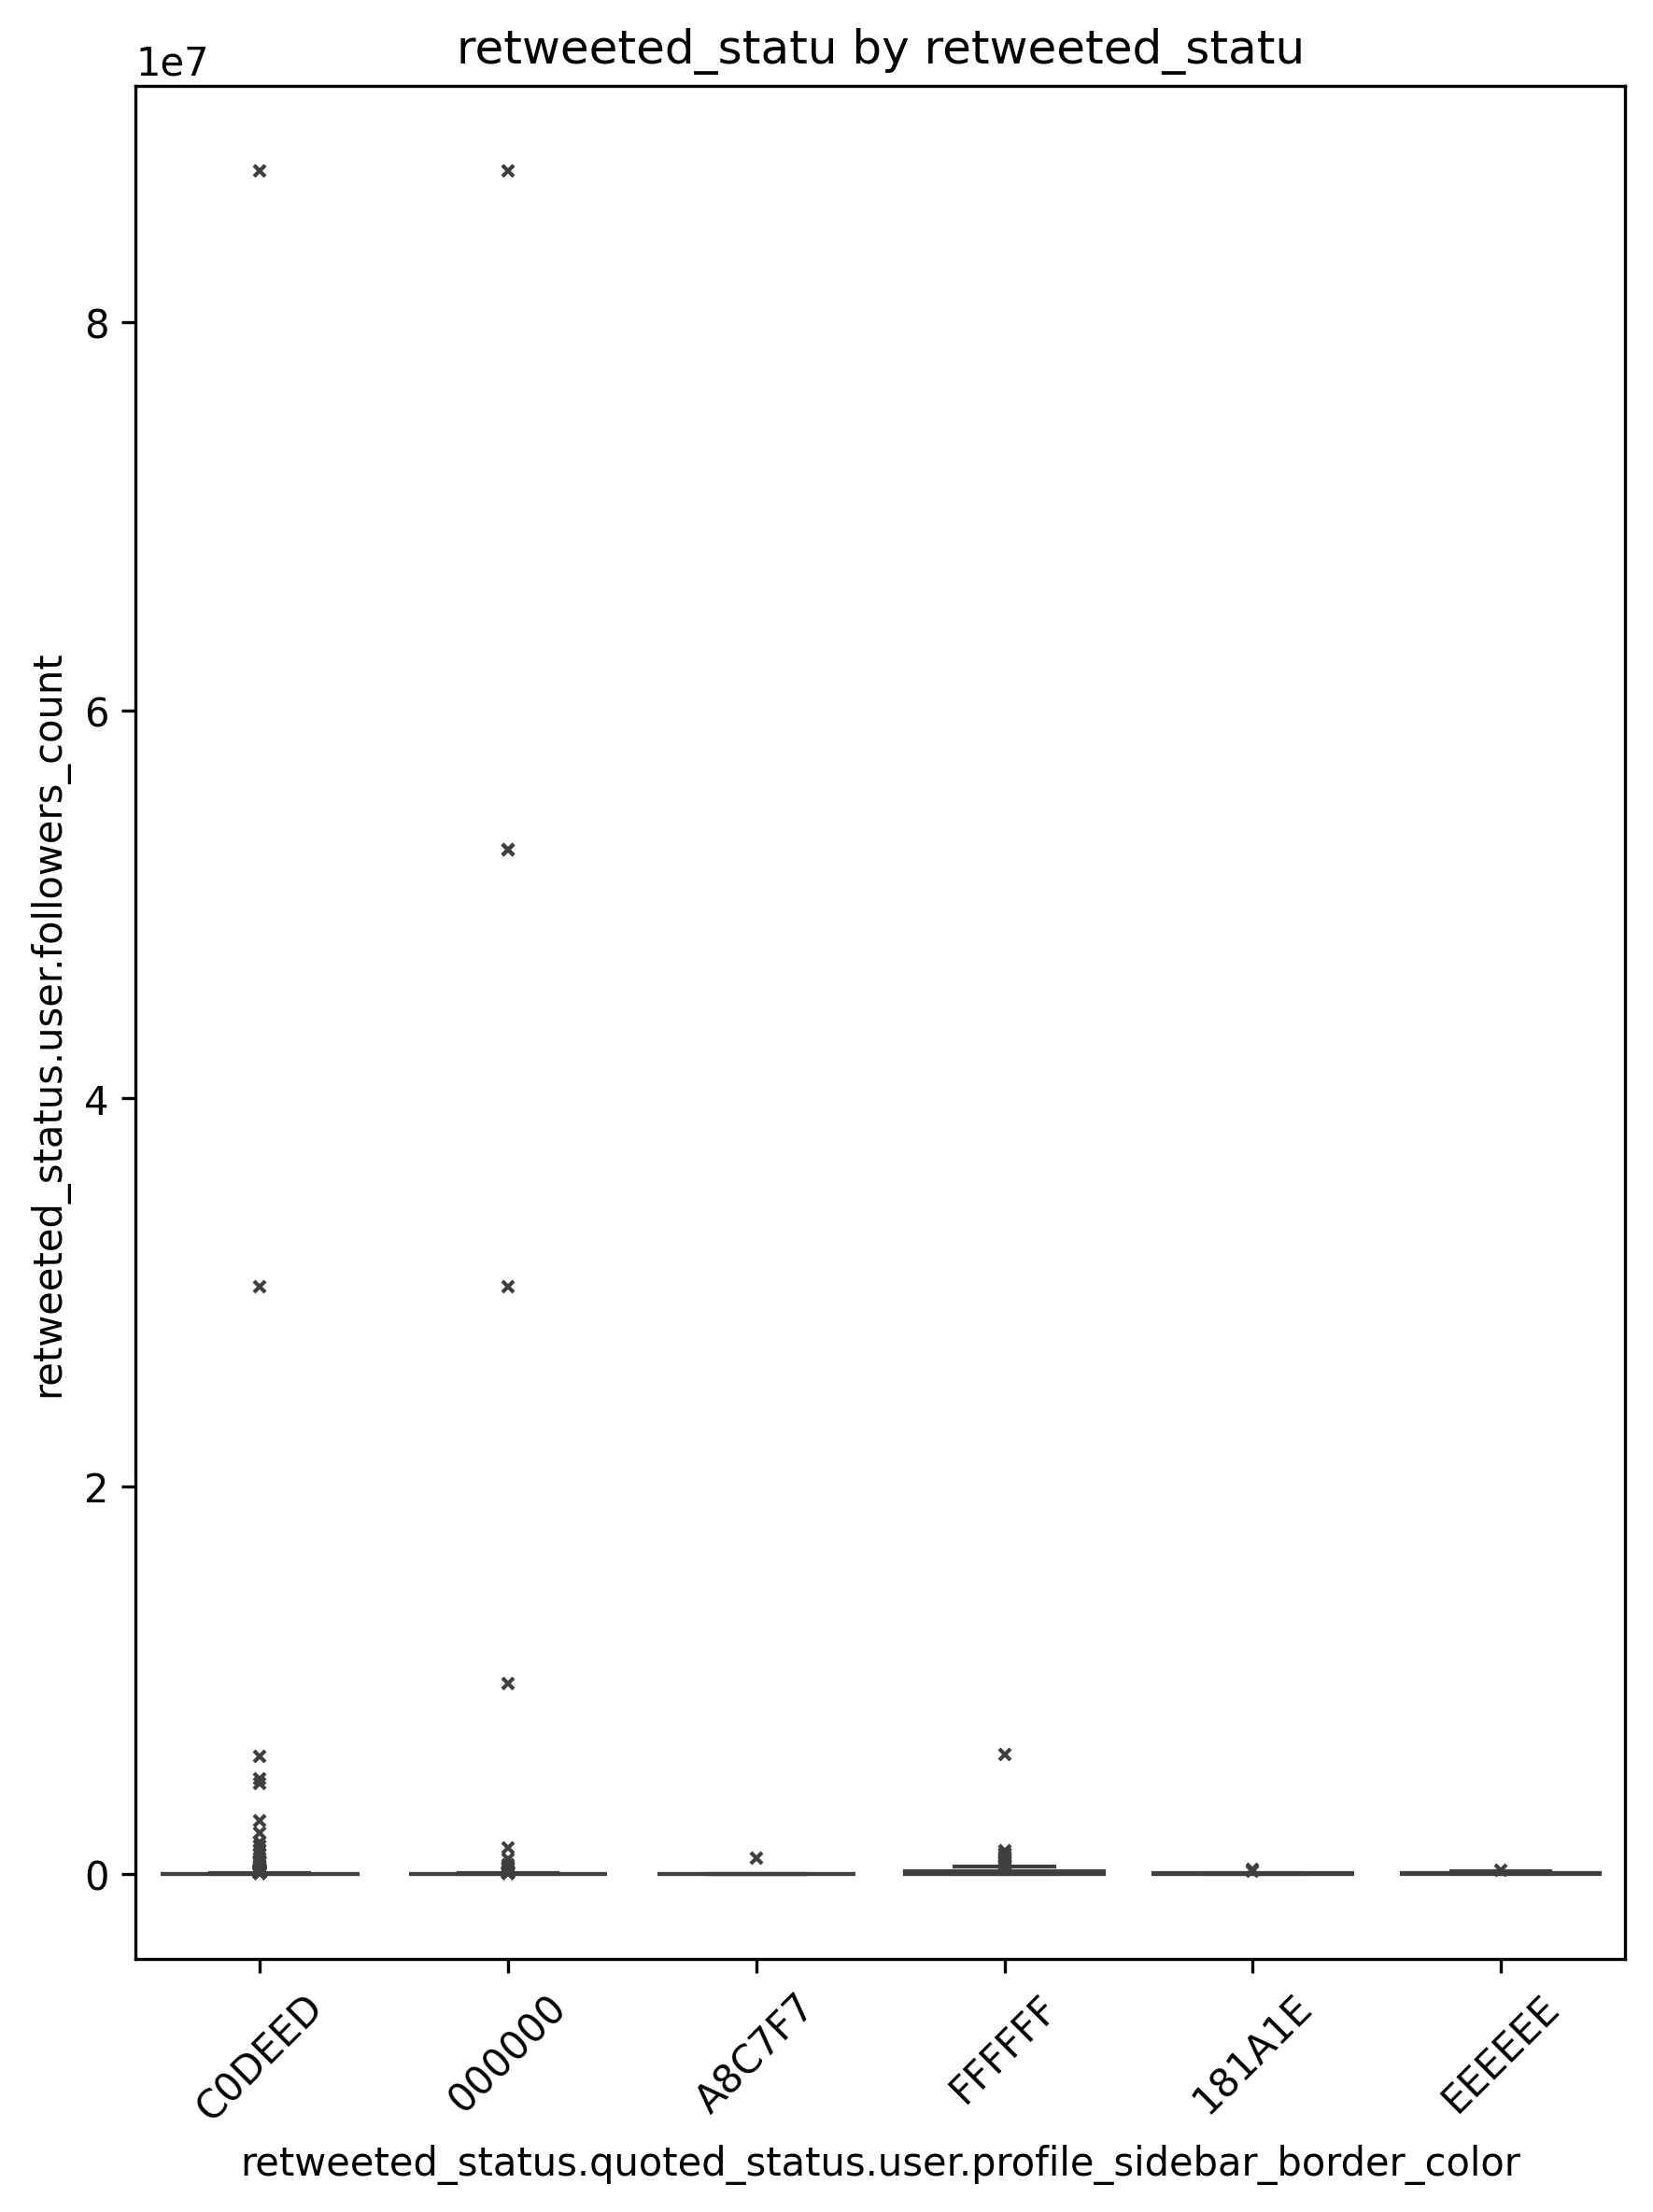 retweeted_statu by retweeted_statu
1e7
8
6
4
2
0
retweeted_status.user.followers_count
C0DEED
000000
A8C7F7
FFFFFF
181A1E
EEEEEE
retweeted_status.quoted_status.user.profile_sidebar_border_color